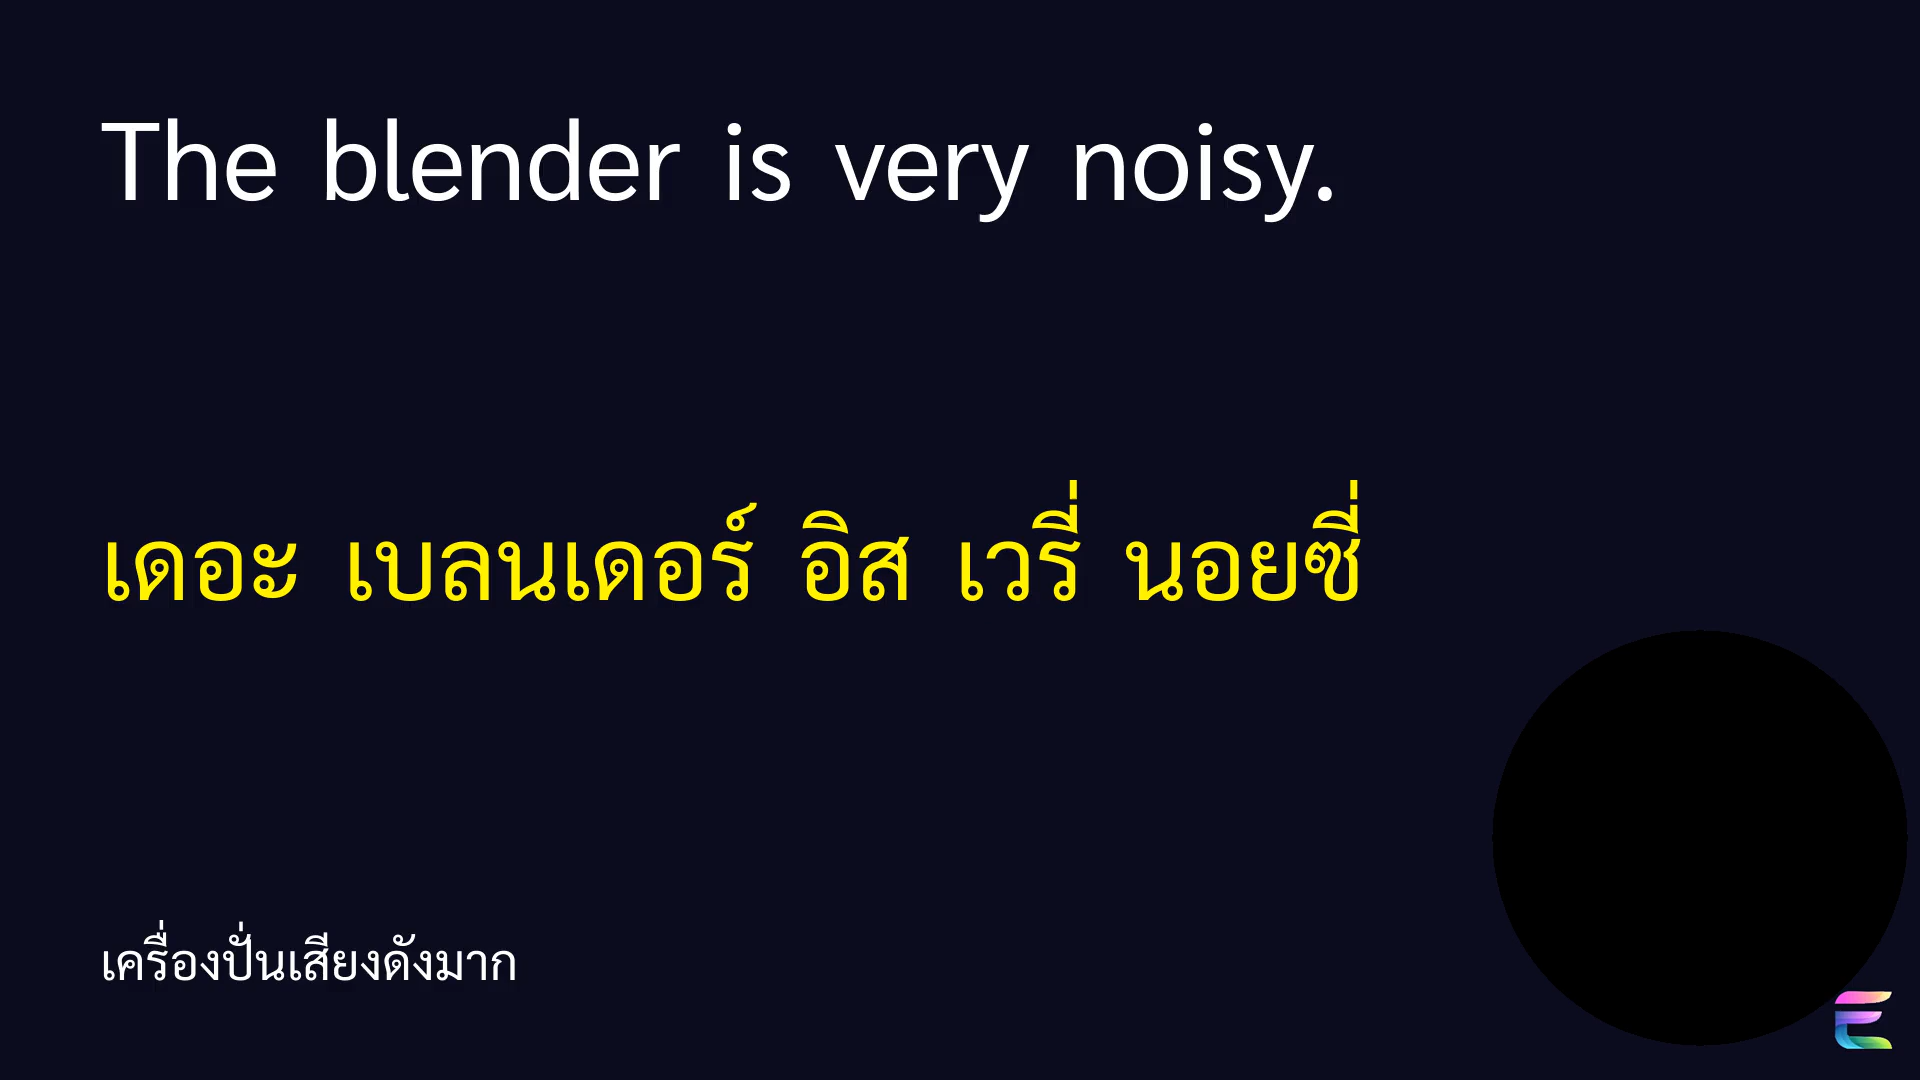 The blender is very noisy.
เดอะ เบลนเดอร์ อิส เวรี่ นอยซี่
เครื่องปั่นเสียงดังมาก